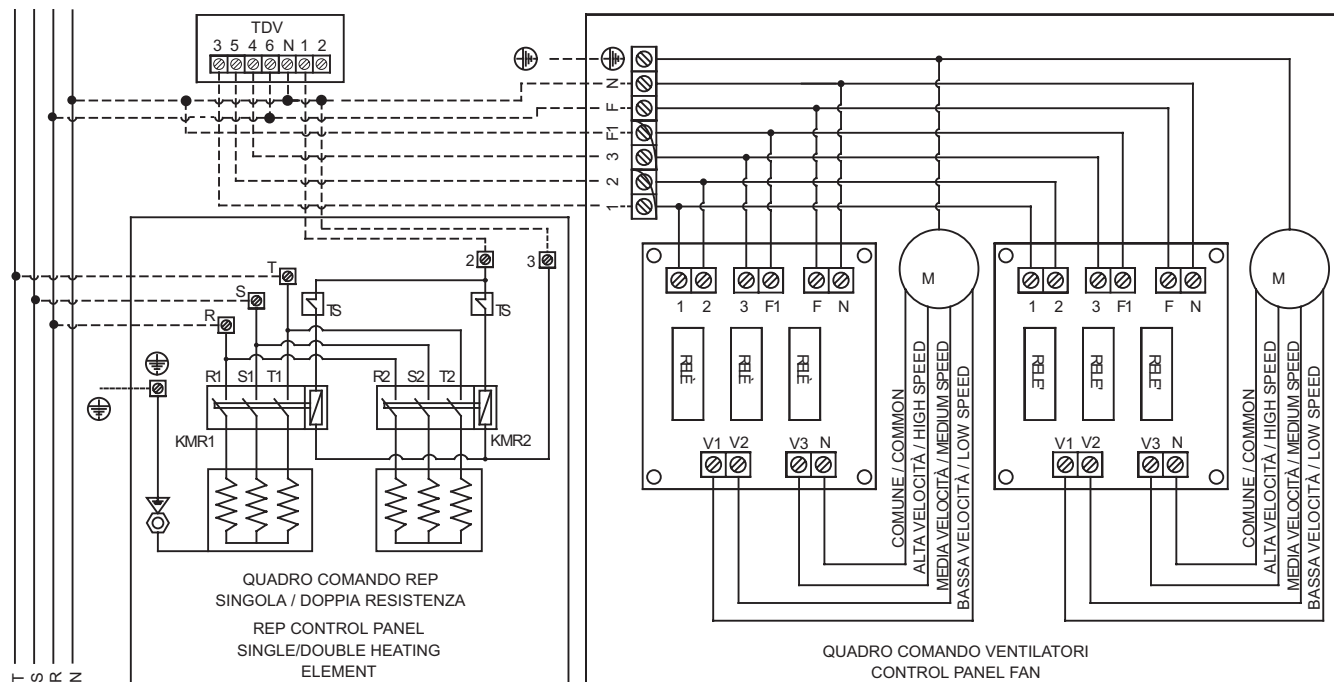 TDV
3 5 4 6 N 1 2
N
F
F1
3
2
1
2
3
T
S
R
TS
TS
R1 S1 T1
R2 S2 T2
KMR1
KMR2
QUADRO COMANDO REP
SINGOLA / DOPPIA RESISTENZA
REP CONTROL PANEL
SINGLE/DOUBLE HEATING
ELEMENT
T
S
R
N
M
1 2 3 F1 F N
RELÈ
RELÈ
RELÈ
V1 V2 V3 N
COMUNE / COMMON
ALTA VELOCITÀ / HIGH SPEED
MEDIA VELOCITÀ / MEDIUM SPEED
BASSA VELOCITÀ / LOW SPEED
M
1 2 3 F1 F N
RELE'
RELE'
RELE'
V1 V2 V3 N
COMUNE / COMMON
ALTA VELOCITÀ / HIGH SPEED
MEDIA VELOCITÀ / MEDIUM SPEED
BASSA VELOCITÀ / LOW SPEED
QUADRO COMANDO VENTILATORI
CONTROL PANEL FAN